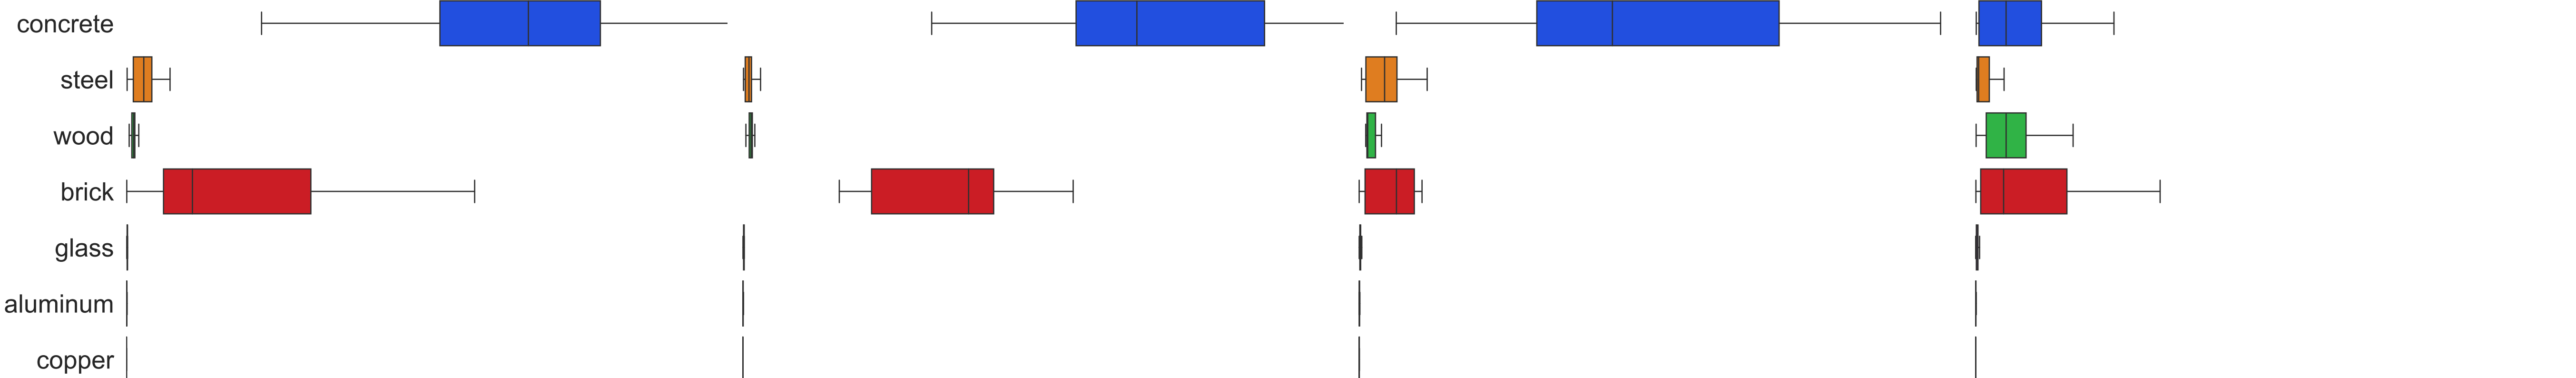 concrete
steel
wood
brick
glass
aluminum
copper